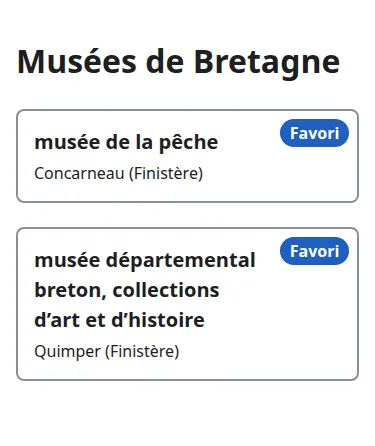 Musées de Bretagne
musée de la pêche
Favori
Concarneau (Finistère)
musée départemental
Favori
breton, collections
d’art et d’histoire
Quimper (Finistère)